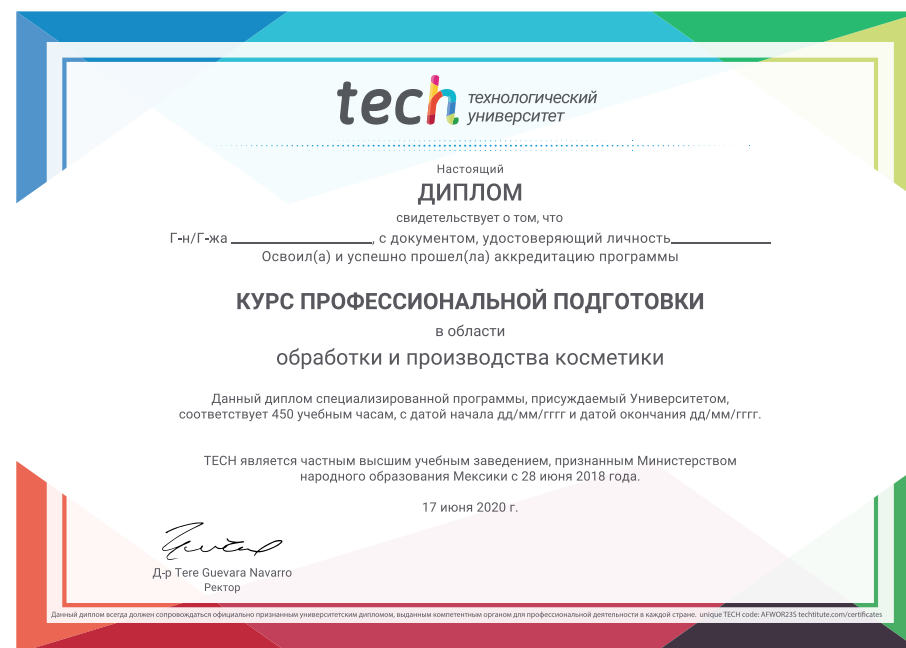 tech технологический
университет
Настоящий
ДИПЛОМ
свидетельствует о том, что
Г-н/Г-жа ____________________, с документом, удостоверяющий личность______________
Освоил(а) и успешно прошел(ла) аккредитацию программы
КУРС ПРОФЕССИОНАЛЬНОЙ ПОДГОТОВКИ
в области
обработки и производства косметики
Данный диплом специализированной программы, присуждаемый Университетом,
соответствует 450 учебным часам, с датой начала дд/мм/гггг и датой окончания дд/мм/гггг.
ТЕСН является частным высшим учебным заведением, признанным Министерством
народного образования Мексики с 28 июня 2018 года.
17 июня 2020 г.
Д-р Tere Guevara Navarro
Ректор
Данный диплом всегда должен сопровождаться официально признанным университетским дипломом, выданным компетентным органом для профессиональной деятельности в каждой стране. unique TECH code: AFWOR23S techtitute.com/certificates